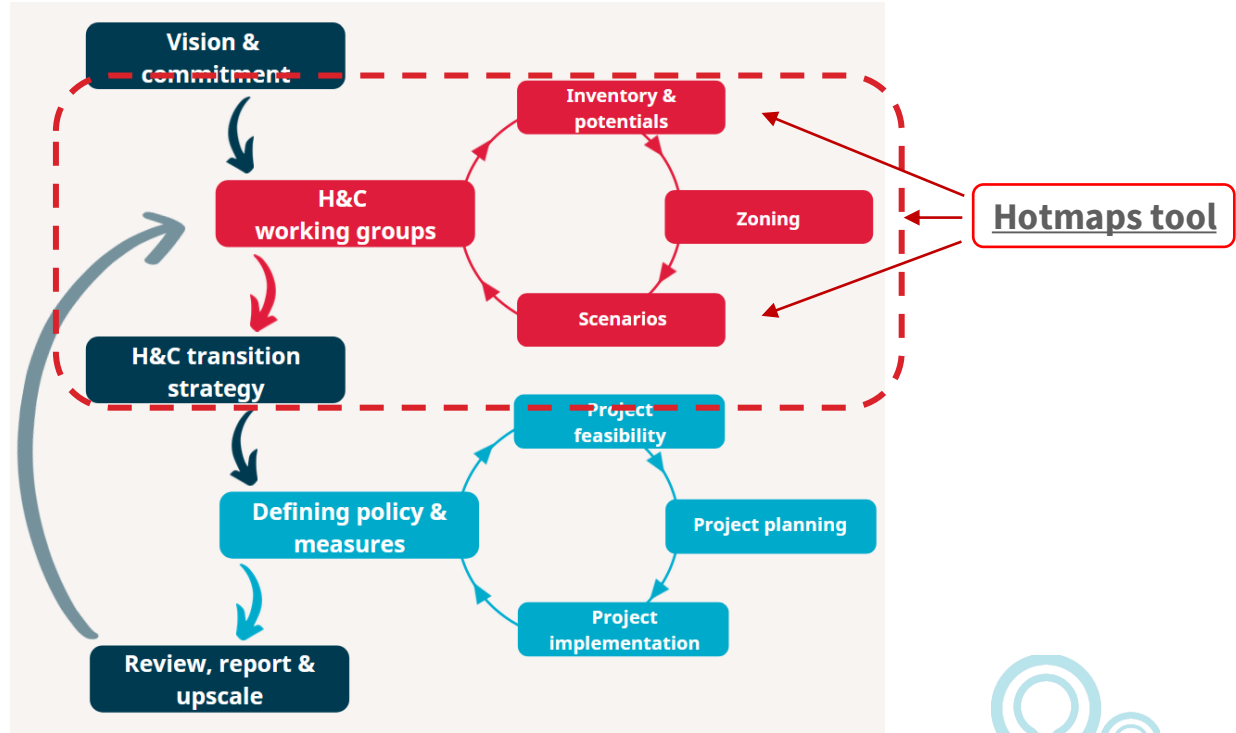 Vision &
commitment
Inventory &
potentials
H&C
working groups
Zoning
Hotmaps tool
Scenarios
H&C transition
strategy
Project
feasibility
Defining policy &
measures
Project planning
Project
implementation
Review, report &
upscale